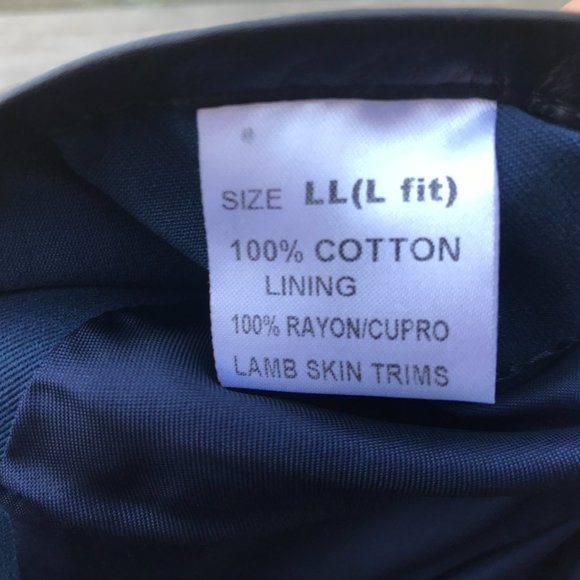 SIZE LL(L fit)
100% COTTON
LINING
100% RAYON/CUPRO
LAMB SKIN TRIMS